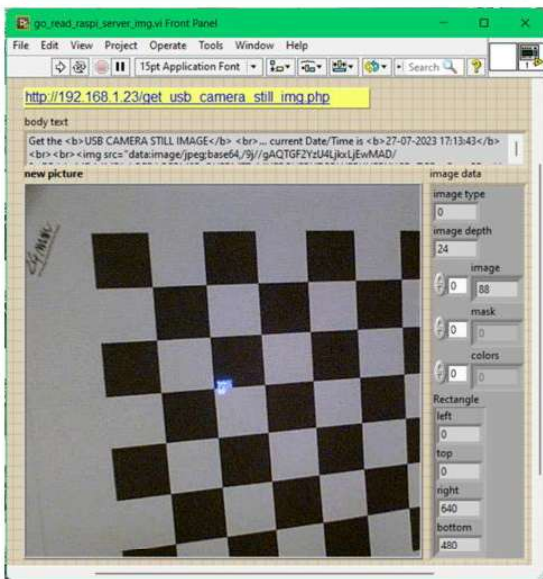 go_read_raspi_server_img.vi Front Panel
File Edit View Project Operate Tools Window Help
15pt Application Font Search
http://192.168.1.23/get_usb_camera_still_img.php
body text
Get the <b>USB CAMERA STILL IMAGE</b> <br>... current Date/Time is <b>27-07-2023 17:13:43</b>
<br><br><img src="data:image/jpeg;base64,/9j//gAQTGF2YzU4LjkxLjEwMAD/
new picture
image data
image type
0
image depth
24
image
0 88
mask
0 0
colors
0 0
Rectangle
left
0
top
0
right
640
bottom
480